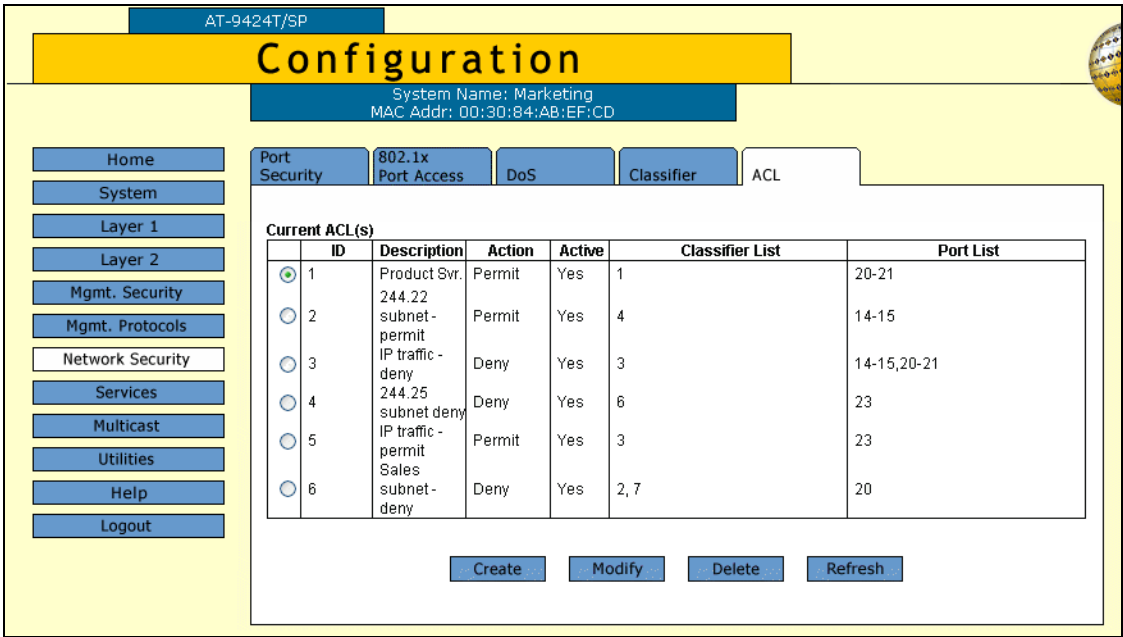 AT-9424T/SP
Configuration
System Name: Marketing
MAC Addr: 00:30:84:AB:EF:CD
Home
System
Layer 1
Layer 2
Mgmt. Security
Mgmt. Protocols
Network Security
Services
Multicast
Utilities
Help
Logout
Port
Security
802.1x
Port Access
DoS
Classifier
ACL
Current ACL(s)
ID Description Action Active Classifier List Port List
1 Product Svr. Permit Yes 1 20-21
244.22
2 subnet - Permit Yes 4 14-15
permit
IP traffic -
3 Deny Yes 3 14-15,20-21
deny
244.25
4 Deny Yes 6 23
subnet deny
IP traffic -
5 Permit Yes 3 23
permit
Sales
6 subnet - Deny Yes 2, 7 20
deny
Create Modify Delete Refresh